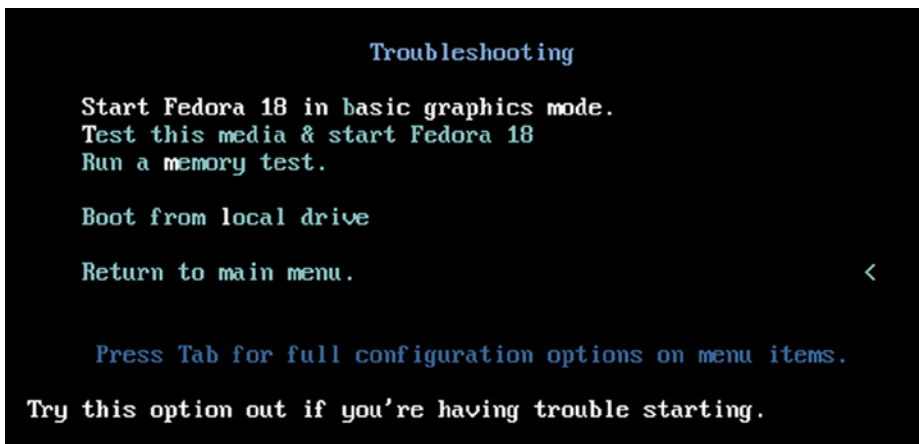 Troubleshooting
Start Fedora 18 in basic graphics mode.
Test this media & start Fedora 18
Run a memory test.
Boot from local drive
Return to main menu. <
Press Tab for full configuration options on menu items.
Try this option out if you're having trouble starting.